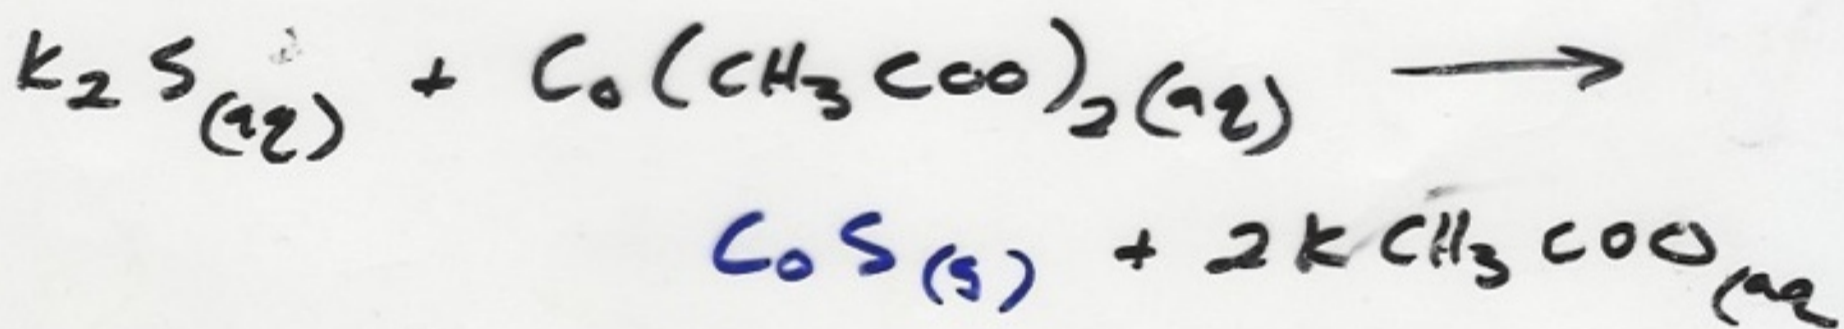 K₂S(aq) + Co(CH₃COO)₂(aq) →
CoS(s) + 2KCH₃COO(aq